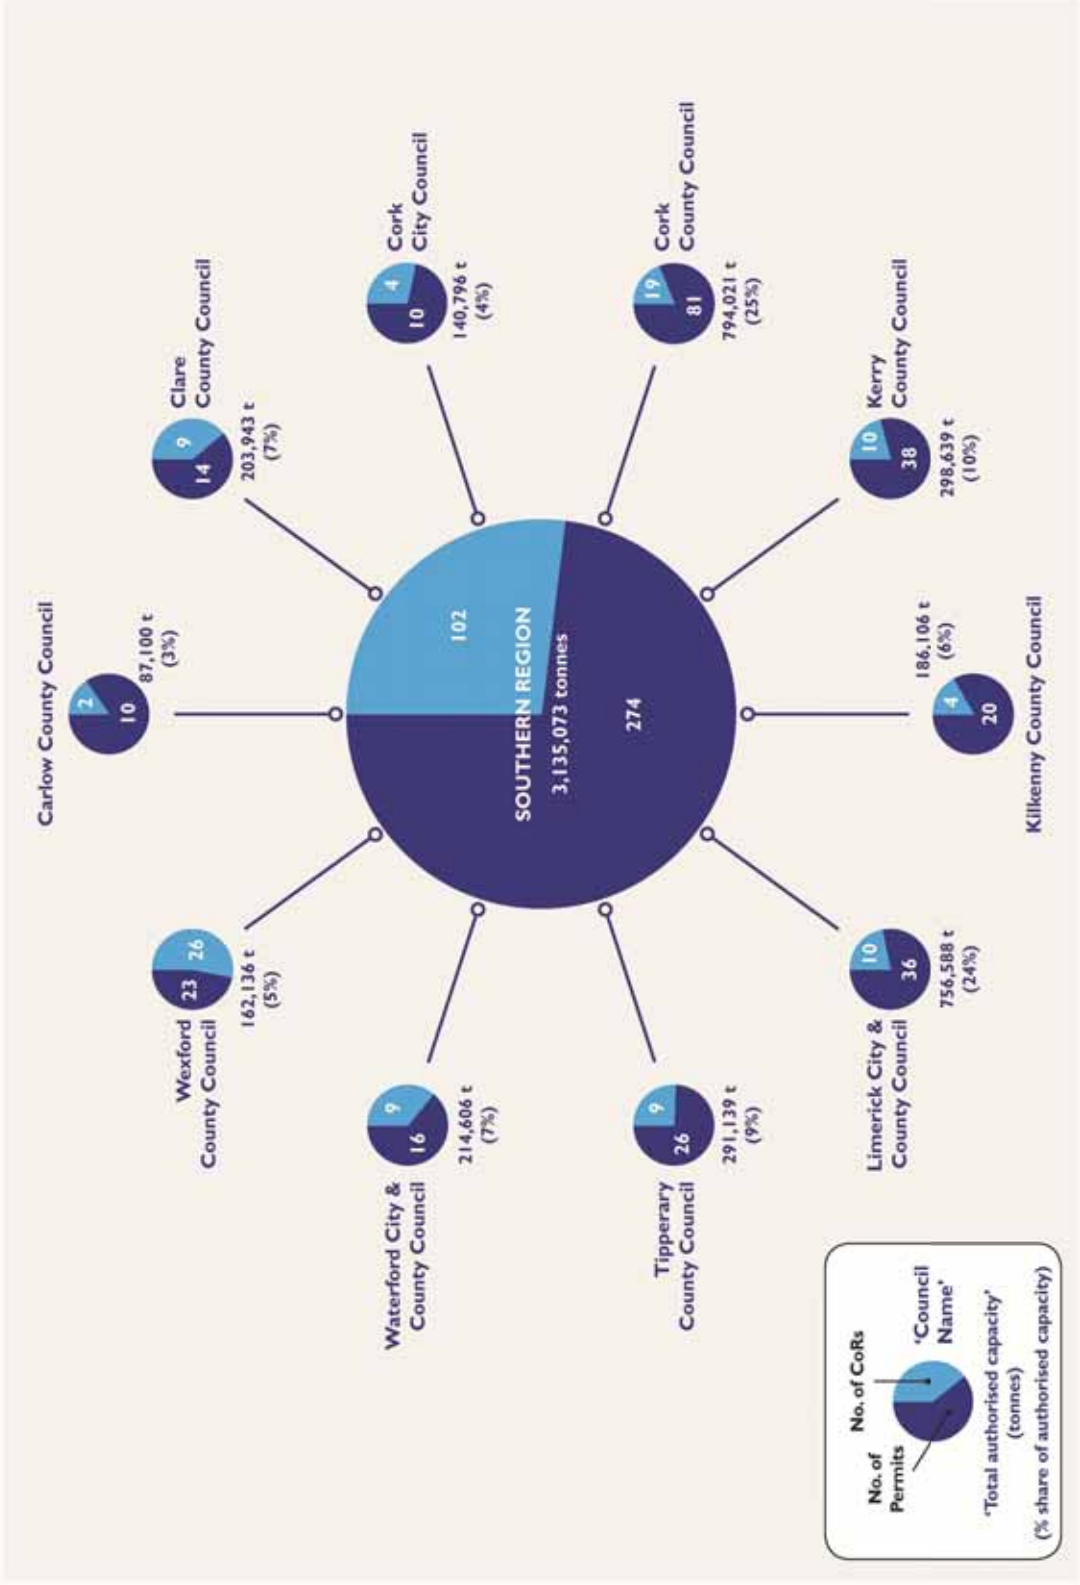 Carlow County Council
2
10
87,100 t
(3%)
Clare
County Council
9
14
203,943 t
(7%)
Cork
City Council
4
10
140,796 t
(4%)
Cork
County Council
19
81
794,021 t
(25%)
Kerry
County Council
10
38
298,639 t
(10%)
Kilkenny County Council
4
20
186,106 t
(6%)
Limerick City &
County Council
10
36
756,588 t
(24%)
Tipperary
County Council
9
26
291,139 t
(9%)
Waterford City &
County Council
9
16
214,606 t
(7%)
Wexford
County Council
23 26
162,136 t
(5%)
102
SOUTHERN REGION
3,135,073 tonnes
274
No. of CoRs
No. of
Permits
'Council
Name'
'Total authorised capacity'
(tonnes)
(% share of authorised capacity)